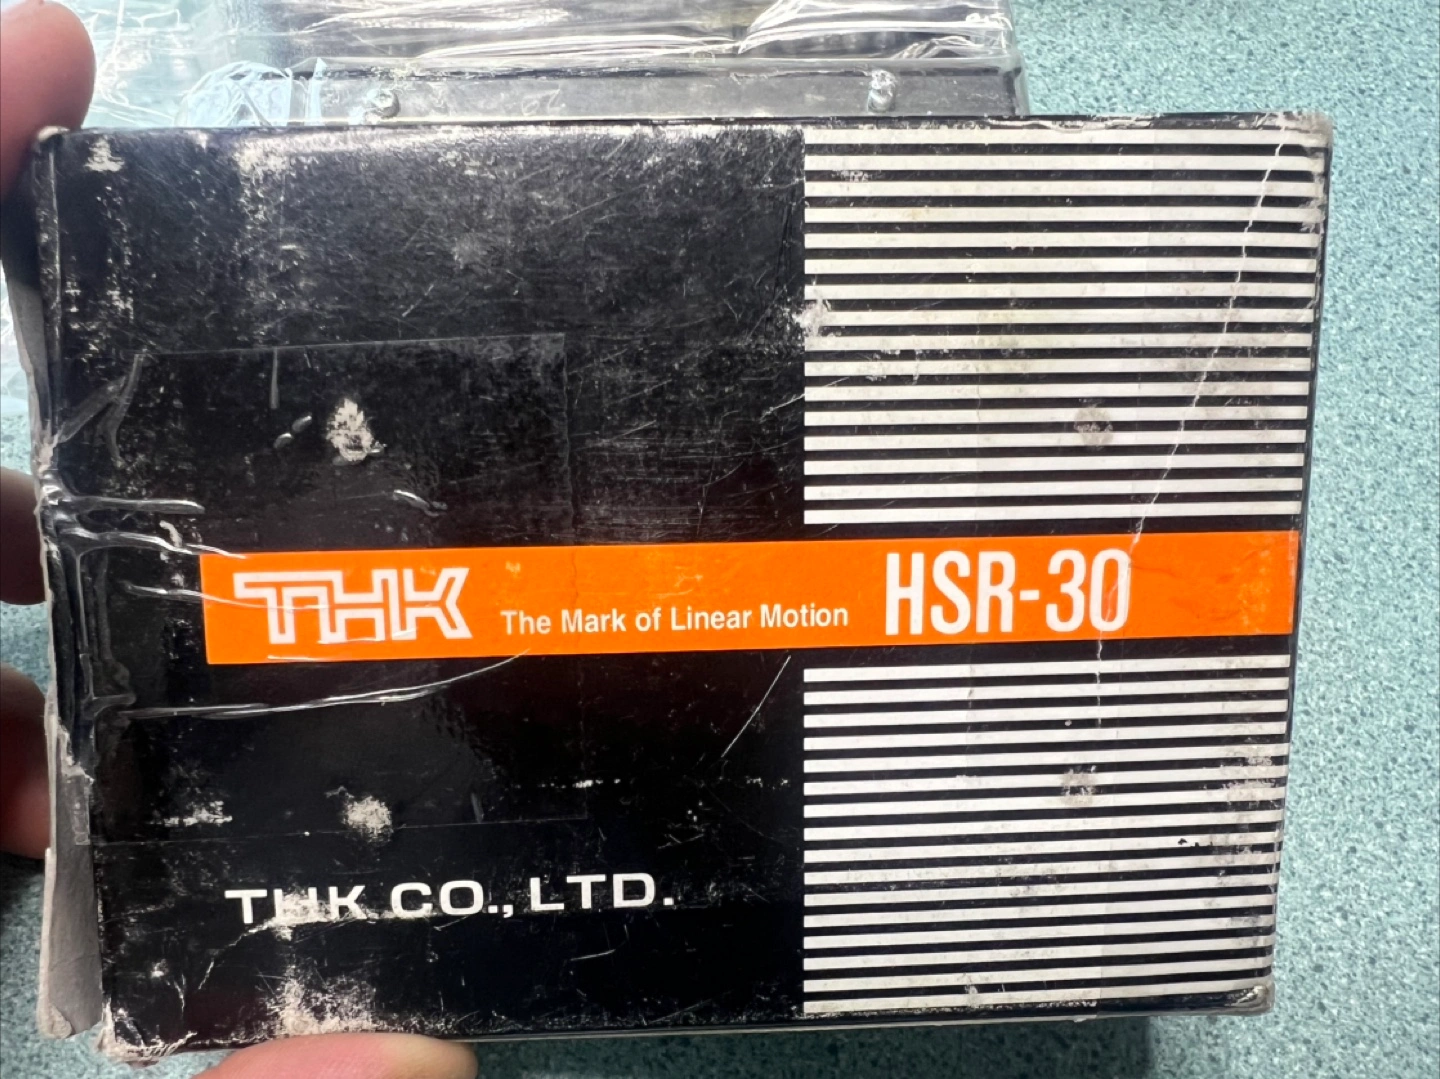 THK The Mark of Linear Motion HSR-30
THK CO., LTD.